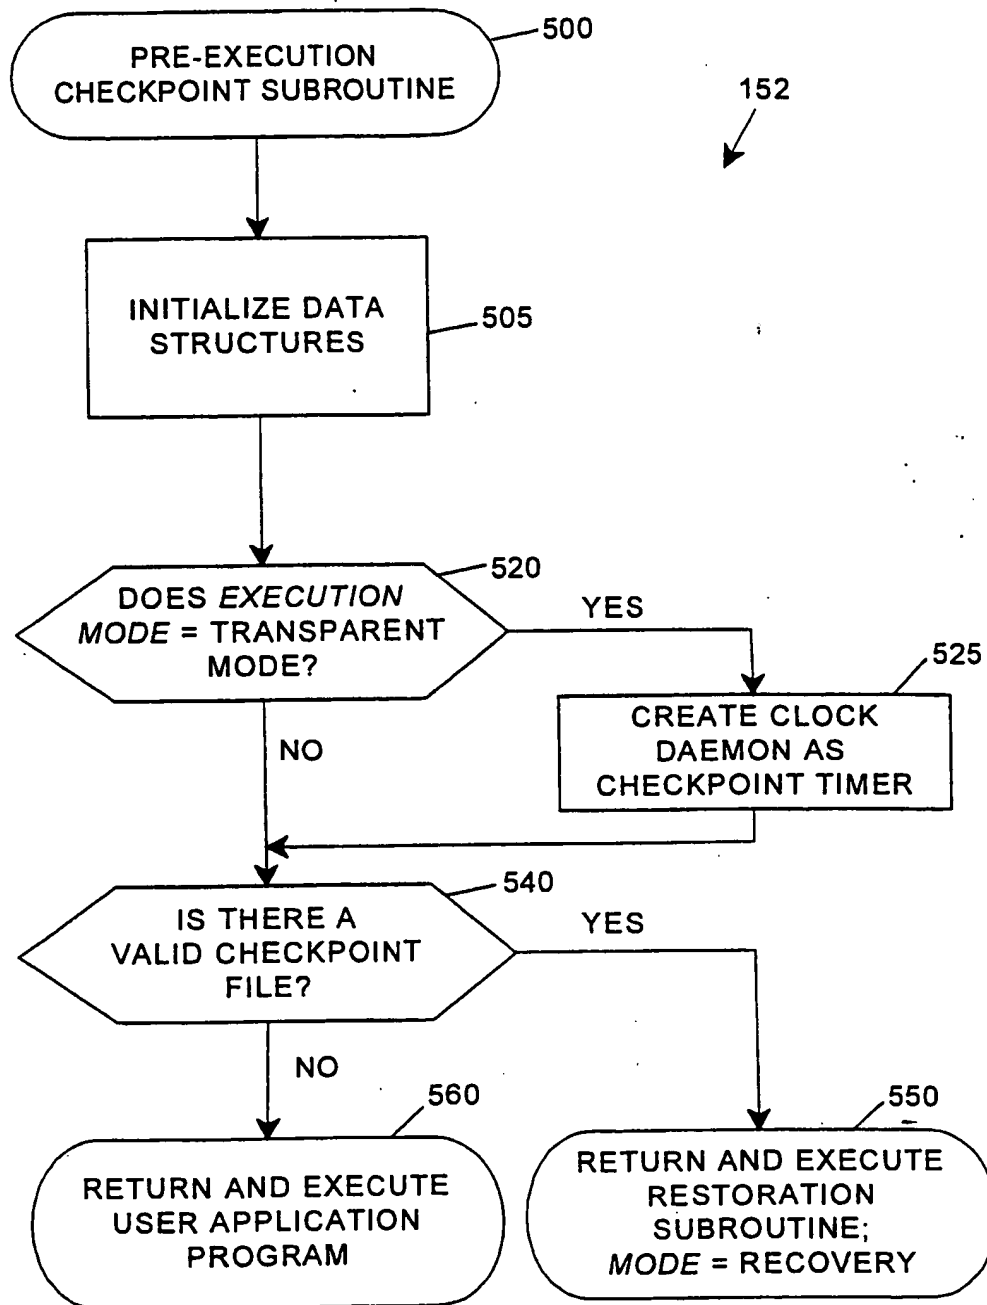 PRE-EXECUTION
CHECKPOINT SUBROUTINE
500
152
INITIALIZE DATA
STRUCTURES
505
DOES EXECUTION
MODE = TRANSPARENT
MODE?
520
YES
NO
CREATE CLOCK
DAEMON AS
CHECKPOINT TIMER
525
IS THERE A
VALID CHECKPOINT
FILE?
540
YES
NO
RETURN AND EXECUTE
USER APPLICATION
PROGRAM
560
RETURN AND EXECUTE
RESTORATION
SUBROUTINE;
MODE = RECOVERY
550